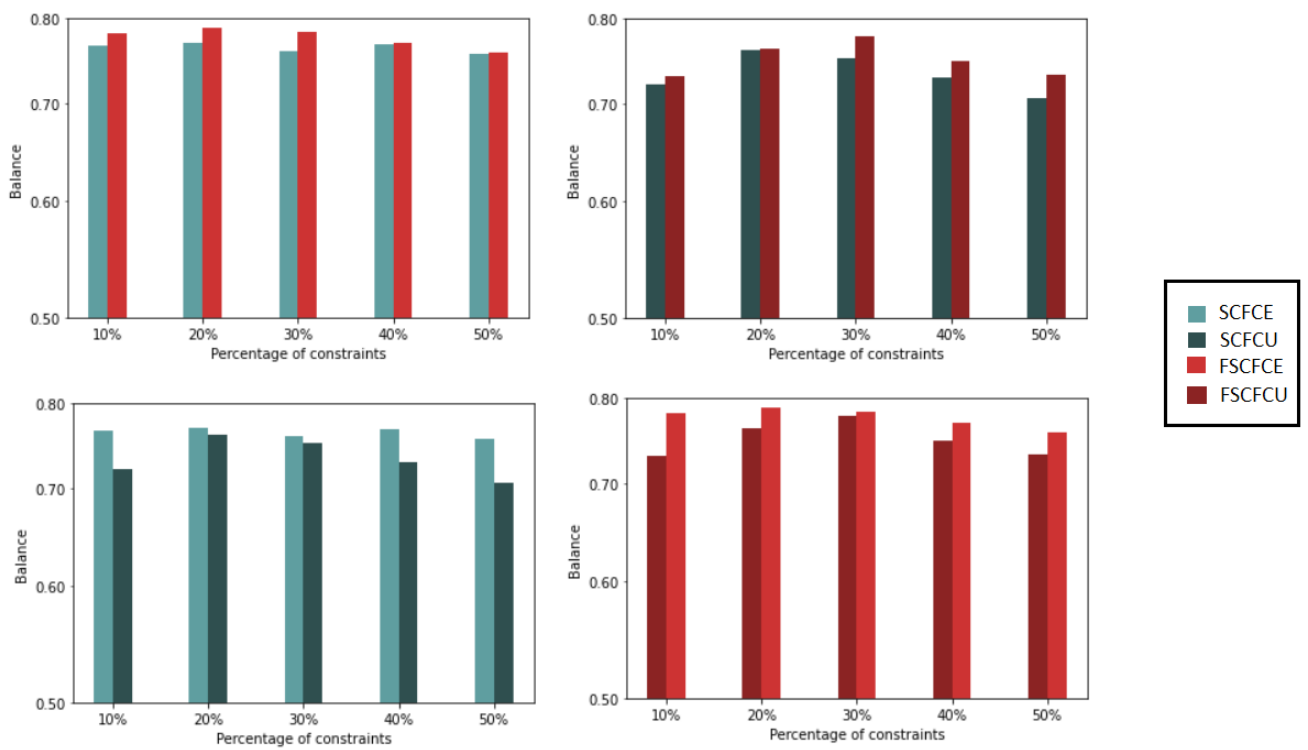 0.80
0.70
0.60
0.50
Balance
10% 20% 30% 40% 50%
Percentage of constraints
0.80
0.70
0.60
0.50
Balance
10% 20% 30% 40% 50%
Percentage of constraints
SCFCE
SCFCU
FSCFCE
FSCFCU
0.80
0.70
0.60
0.50
Balance
10% 20% 30% 40% 50%
Percentage of constraints
0.80
0.70
0.60
0.50
Balance
10% 20% 30% 40% 50%
Percentage of constraints